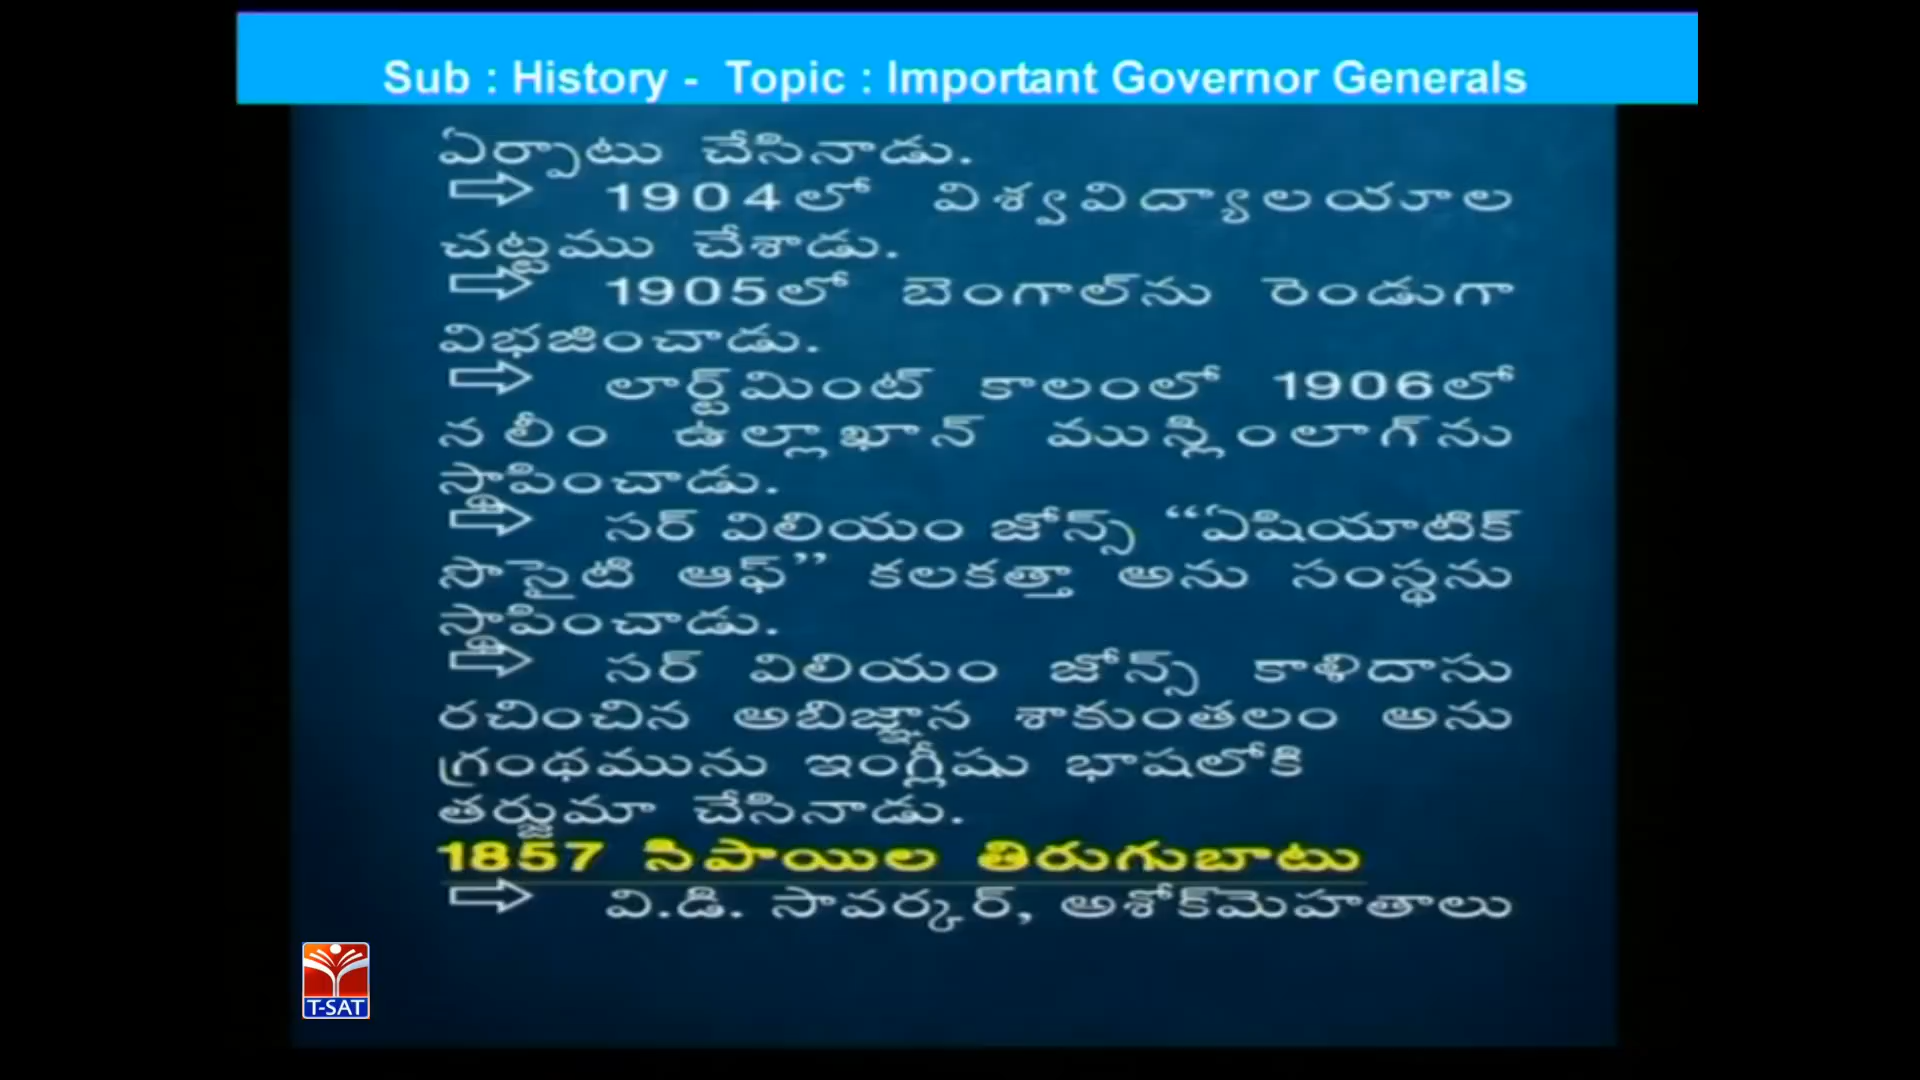 Sub : History -  Topic : Important Governor Generals
ఏర్పాటు చేసినాడు.
⇨ 1904లో విశ్వవిద్యాలయాల
చట్టము చేశాడు.
⇨ 1905లో బెంగాల్‌ను రెండుగా
విభజించాడు.
⇨ లార్డ్‌మింట్ కాలంలో 1906లో
సలీం ఉల్లాఖాన్ ముస్లింలాగ్‌ను
స్థాపించాడు.
⇨ సర్ విలియం జోన్స్ “ఏషియాటిక్
సొసైటి ఆఫ్” కలకత్తా అను సంస్థను
స్థాపించాడు.
⇨ సర్ విలియం జోన్స్ కాళిదాసు
రచించిన అబిజ్ఞాన శాకుంతలం అను
గ్రంథమును ఇంగ్లీషు భాషలోకి
తర్జుమా చేసినాడు.
1857 సిపాయిల తిరుగుబాటు
⇨ వి.డి. సావర్కర్, అశోక్‌మెహతాలు
T-SAT